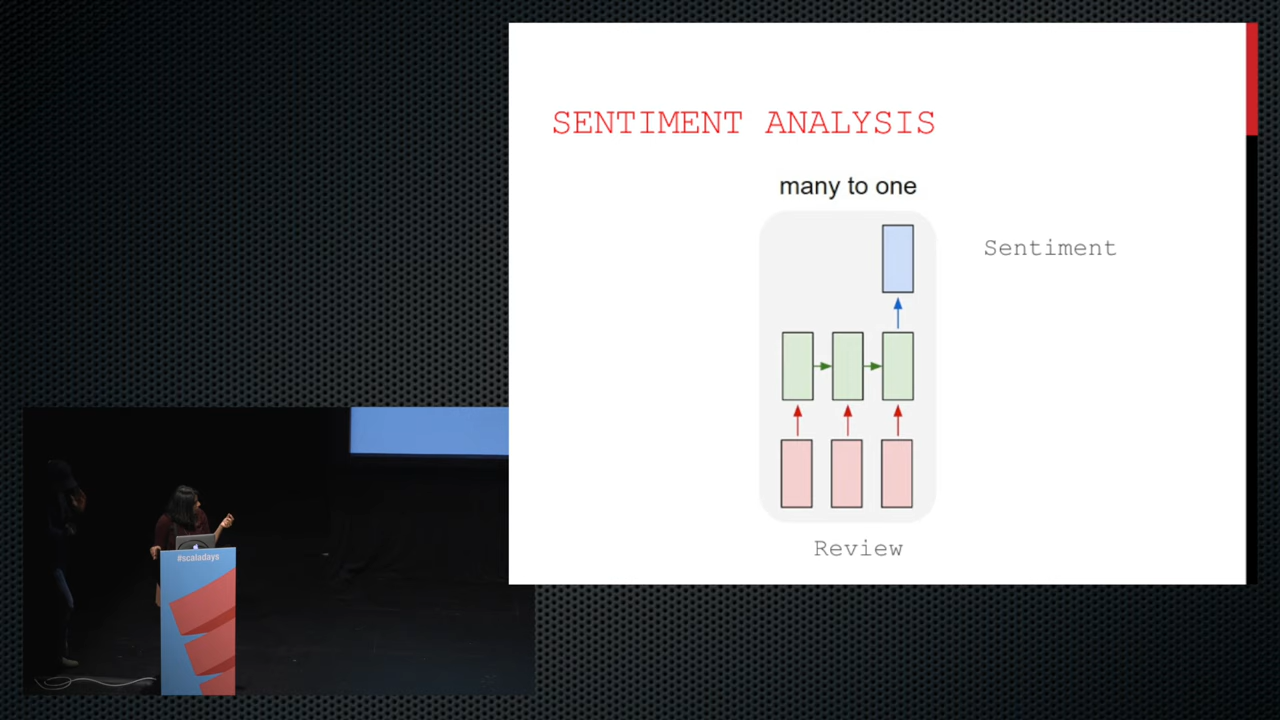 SENTIMENT ANALYSIS
many to one
Sentiment
Review
#scaladays